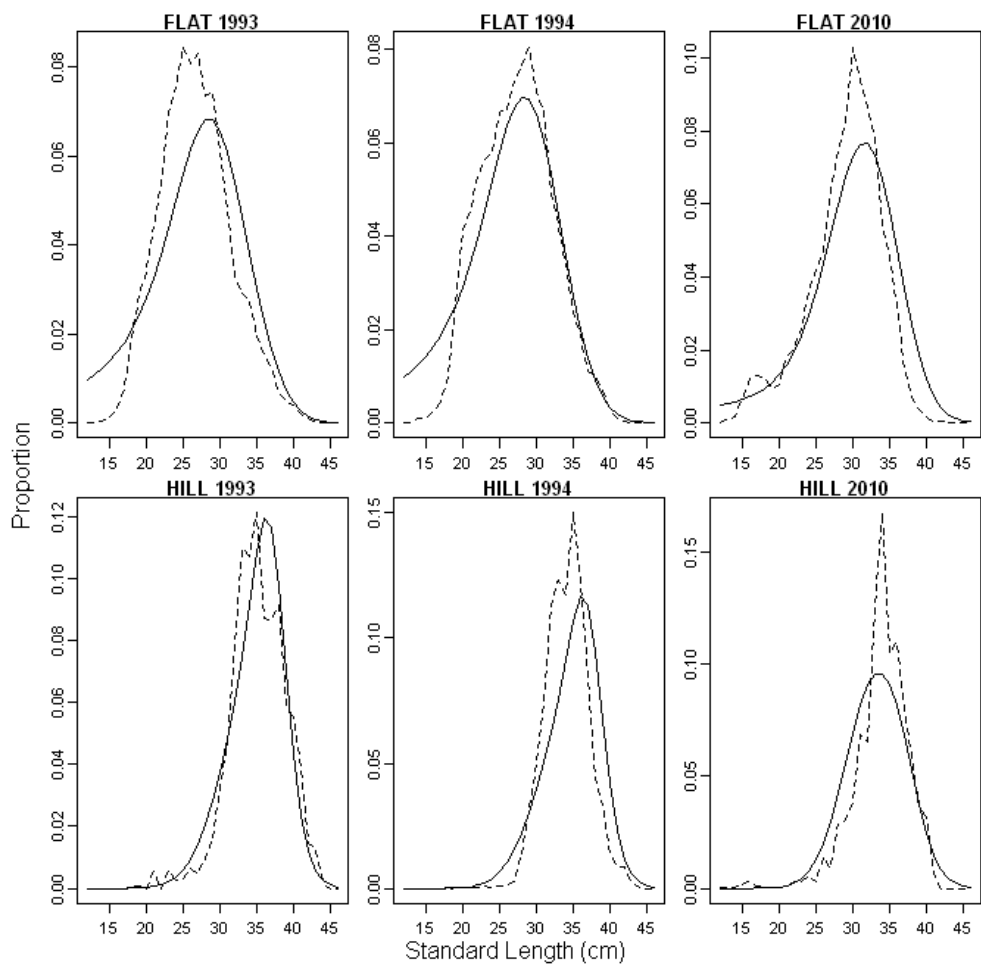 FLAT 1993
FLAT 1994
FLAT 2010
0.00 0.02 0.04 0.06 0.08
0.00 0.02 0.04 0.06 0.08
0.00 0.02 0.04 0.06 0.08 0.10
15 20 25 30 35 40 45
15 20 25 30 35 40 45
15 20 25 30 35 40 45
Proportion
HILL 1993
HILL 1994
HILL 2010
0.00 0.02 0.04 0.06 0.08 0.10 0.12
0.00 0.05 0.10 0.15
0.00 0.05 0.10 0.15
15 20 25 30 35 40 45
15 20 25 30 35 40 45
15 20 25 30 35 40 45
Standard Length (cm)